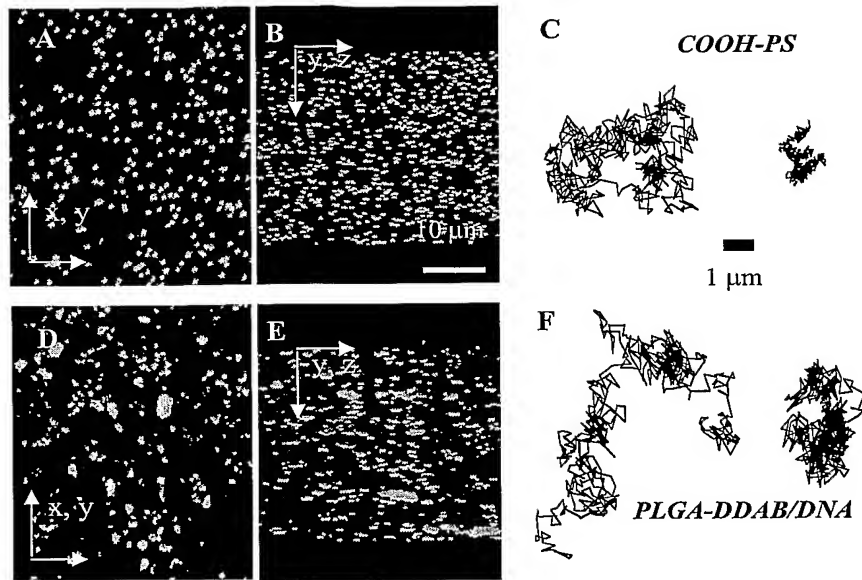 A
x, y
B
y, z
10 μm
C
COOH-PS
1 μm
D
x, y
E
y, z
F
PLGA-DDAB/DNA